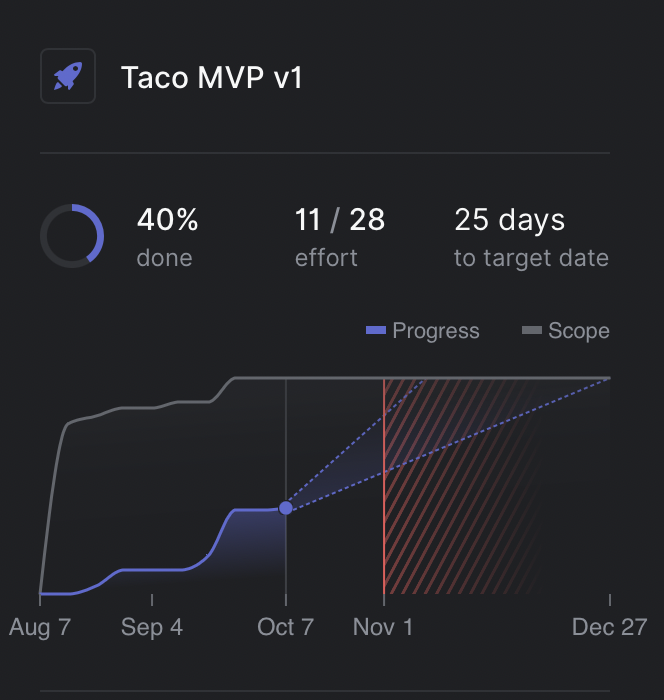 Taco MVP v1
40% 11 / 28 25 days
done effort to target date
Progress Scope
Aug 7 Sep 4 Oct 7 Nov 1 Dec 27